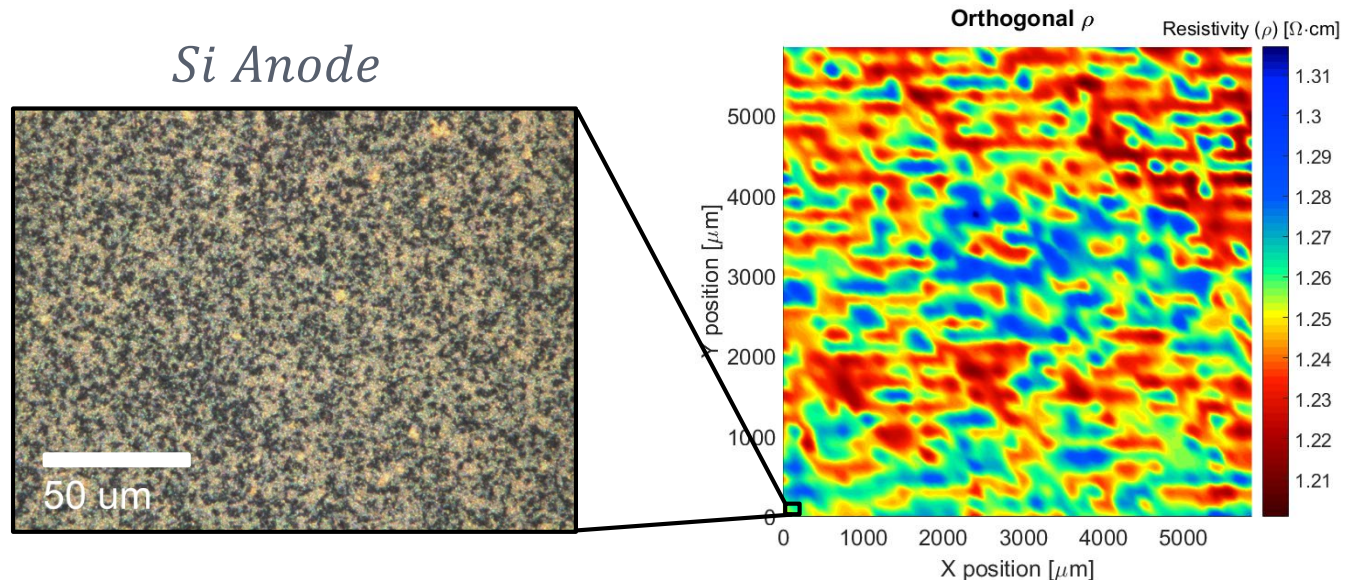 Si Anode
50 um
Orthogonal ρ
Resistivity (ρ) [Ω·cm]
5000
4000
3000
2000
1000
0
Y position [μm]
0 1000 2000 3000 4000 5000
X position [μm]
1.31
1.3
1.29
1.28
1.27
1.26
1.25
1.24
1.23
1.22
1.21